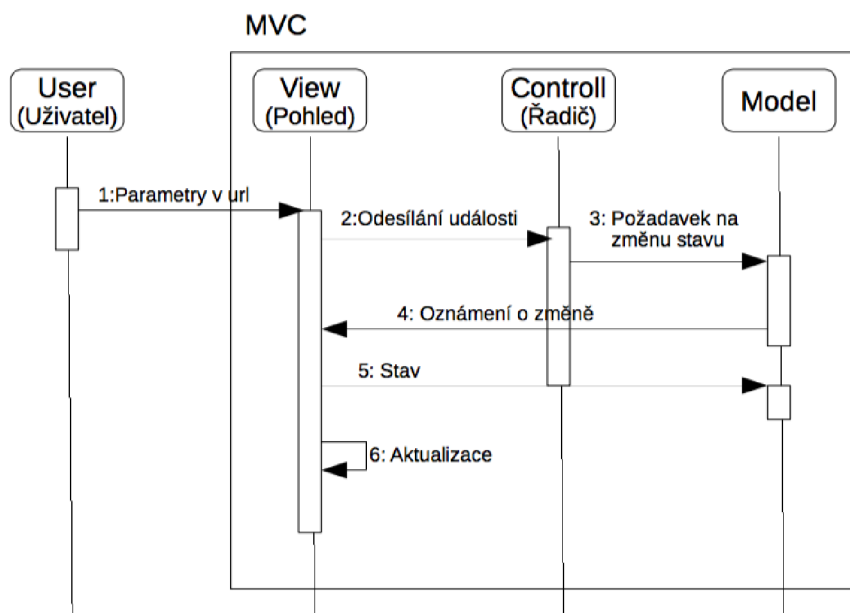 MVC
User
(Uživatel)
View
(Pohled)
Controll
(Řadič)
Model
1:Parametry v url
2:Odesílání události
3: Požadavek na
změnu stavu
4: Oznámení o změně
5: Stav
6: Aktualizace